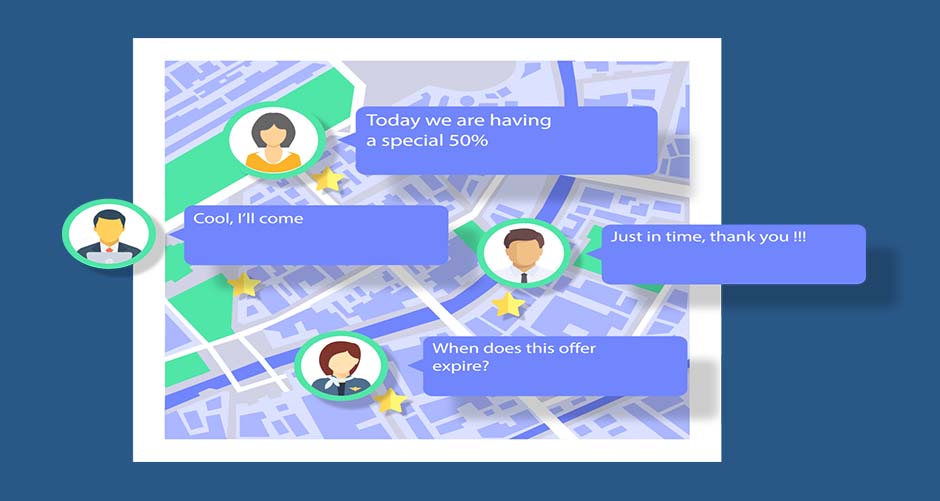 Today we are having
a special 50%
Cool, I'll come
Just in time, thank you !!!
When does this offer
expire?